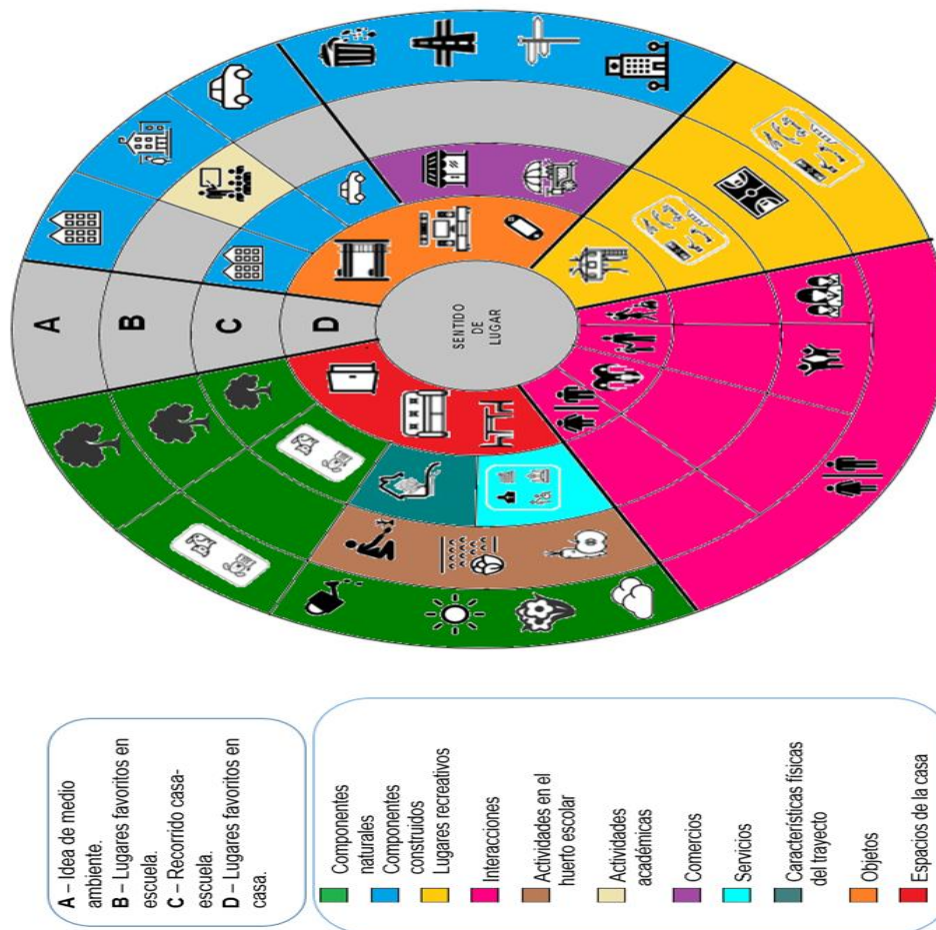 A
B
C
D
SENTIDO
DE
LUGAR
A – Idea de medio
ambiente.
B – Lugares favoritos en
escuela.
C – Recorrido casa-
escuela.
D – Lugares favoritos en
casa.
Componentes
naturales
Componentes
construidos
Lugares recreativos
Interacciones
Actividades en el
huerto escolar
Actividades
académicas
Comercios
Servicios
Características físicas
del trayecto
Objetos
Espacios de la casa